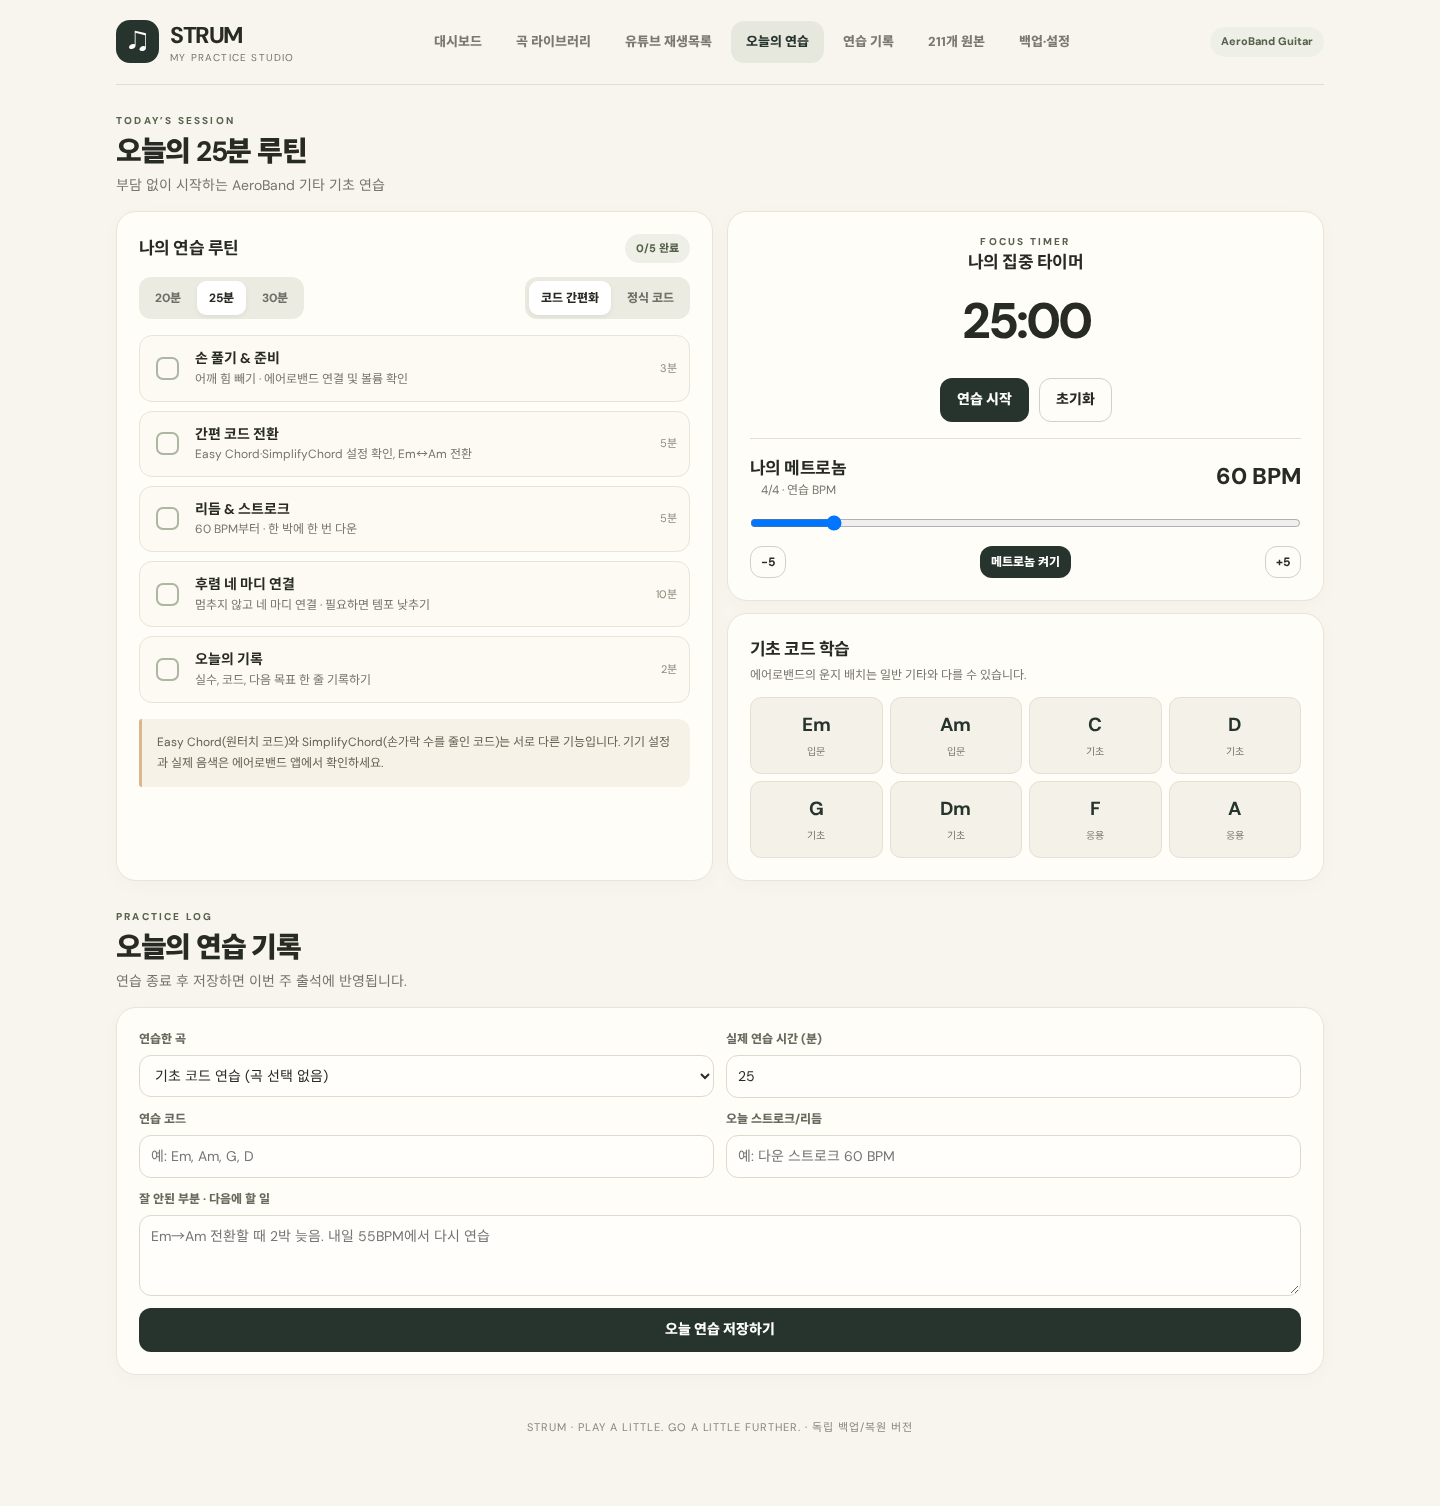 STRUM
MY PRACTICE STUDIO
대시보드
곡 라이브러리
유튜브 재생목록
오늘의 연습
연습 기록
211개 원본
백업·설정
AeroBand Guitar
TODAY'S SESSION
오늘의 25분 루틴
부담 없이 시작하는 AeroBand 기타 기초 연습
나의 연습 루틴
0/5 완료
20분
25분
30분
코드 간편화
정식 코드
손 풀기 & 준비
어깨 힘 빼기 · 에어로밴드 연결 및 볼륨 확인
3분
간편 코드 전환
Easy Chord·SimplifyChord 설정 확인, Em↔Am 전환
5분
리듬 & 스트로크
60 BPM부터 · 한 박에 한 번 다운
5분
후렴 네 마디 연결
멈추지 않고 네 마디 연결 · 필요하면 템포 낮추기
10분
오늘의 기록
실수, 코드, 다음 목표 한 줄 기록하기
2분
Easy Chord(원터치 코드)와 SimplifyChord(손가락 수를 줄인 코드)는 서로 다른 기능입니다. 기기 설정
과 실제 음색은 에어로밴드 앱에서 확인하세요.
FOCUS TIMER
나의 집중 타이머
25:00
연습 시작
초기화
나의 메트로놈
4/4 · 연습 BPM
60 BPM
-5
메트로놈 켜기
+5
기초 코드 학습
에어로밴드의 운지 배치는 일반 기타와 다를 수 있습니다.
Em
입문
Am
입문
C
기초
D
기초
G
기초
Dm
기초
F
응용
A
응용
PRACTICE LOG
오늘의 연습 기록
연습 종료 후 저장하면 이번 주 출석에 반영됩니다.
연습한 곡
기초 코드 연습 (곡 선택 없음)
실제 연습 시간 (분)
25
연습 코드
예: Em, Am, G, D
오늘 스트로크/리듬
예: 다운 스트로크 60 BPM
잘 안된 부분 · 다음에 할 일
Em→Am 전환할 때 2박 늦음. 내일 55BPM에서 다시 연습
오늘 연습 저장하기
STRUM · PLAY A LITTLE. GO A LITTLE FURTHER. · 독립 백업/복원 버전